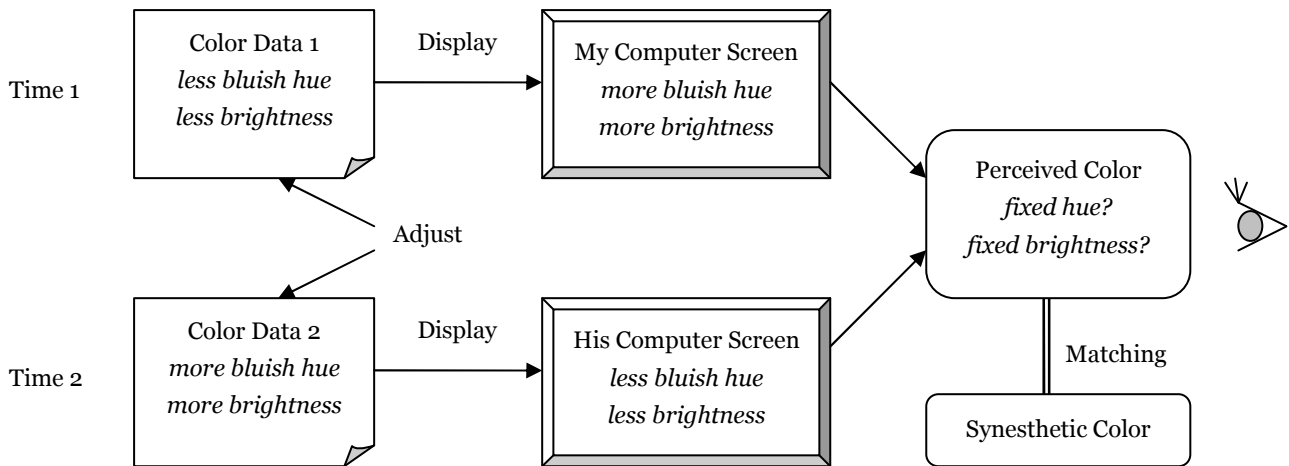 Time 1
Color Data 1
less bluish hue
less brightness
Display
My Computer Screen
more bluish hue
more brightness
Perceived Color
fixed hue?
fixed brightness?
Adjust
Time 2
Color Data 2
more bluish hue
more brightness
Display
His Computer Screen
less bluish hue
less brightness
Matching
Synesthetic Color